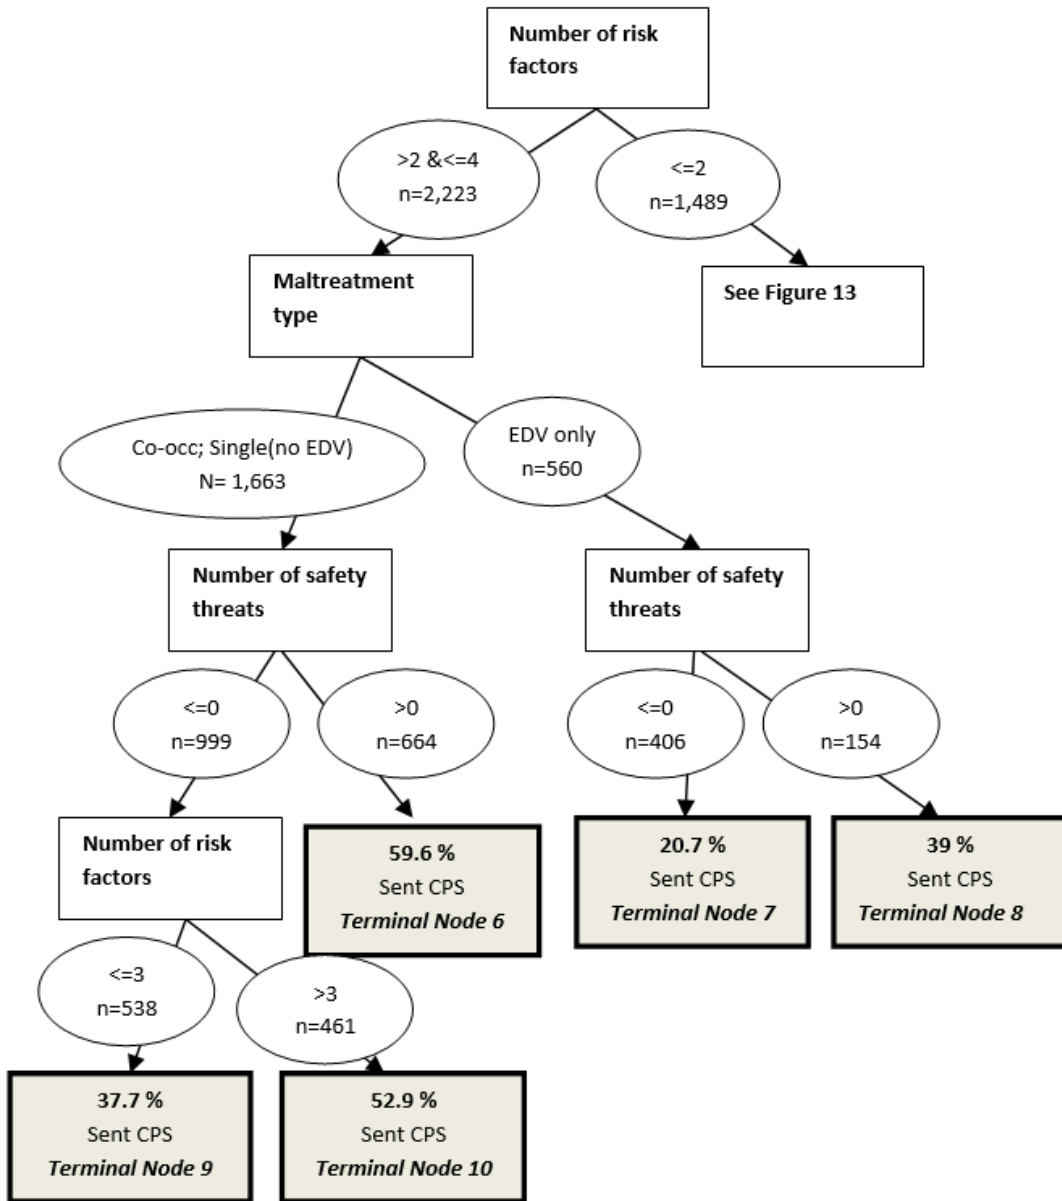 Number of risk
factors
>2 &<=4
n=2,223
<=2
n=1,489
Maltreatment
type
See Figure 13
Co-occ; Single(no EDV)
N= 1,663
EDV only
n=560
Number of safety
threats
Number of safety
threats
<=0
n=999
>0
n=664
<=0
n=406
>0
n=154
Number of risk
factors
59.6 %
Sent CPS
Terminal Node 6
20.7 %
Sent CPS
Terminal Node 7
39 %
Sent CPS
Terminal Node 8
<=3
n=538
>3
n=461
37.7 %
Sent CPS
Terminal Node 9
52.9 %
Sent CPS
Terminal Node 10